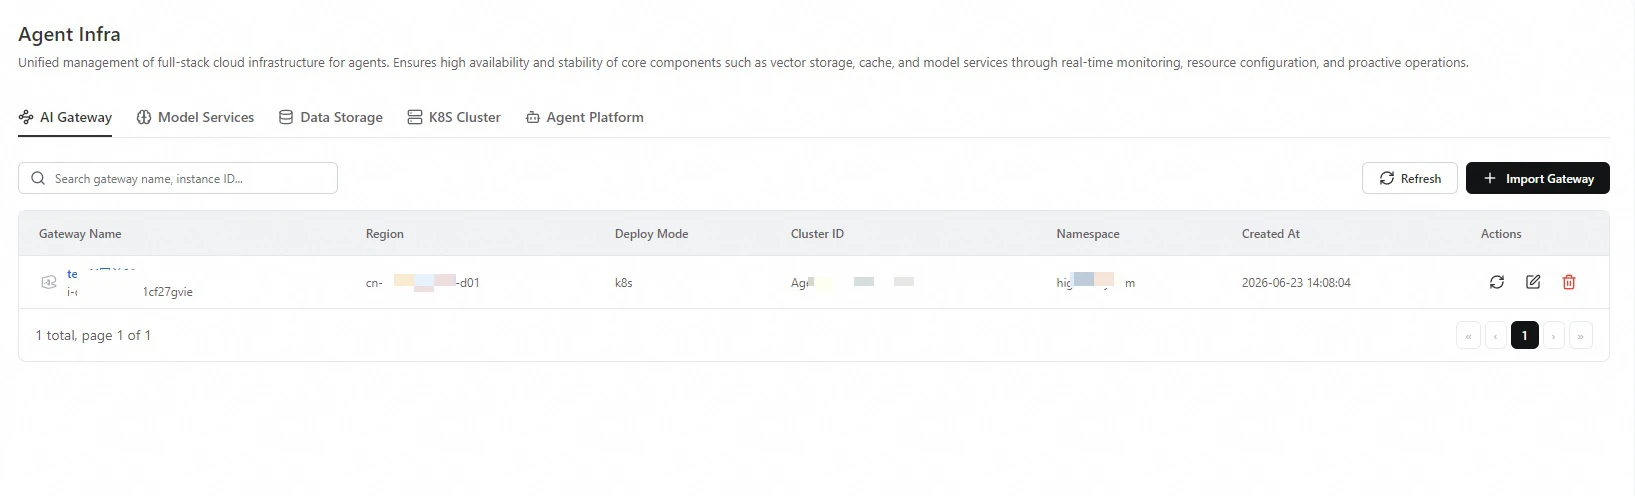 Agent Infra
Unified management of full-stack cloud infrastructure for agents. Ensures high availability and stability of core components such as vector storage, cache, and model services through real-time monitoring, resource configuration, and proactive operations.
AI Gateway Model Services Data Storage K8S Cluster Agent Platform
Search gateway name, instance ID... Refresh + Import Gateway
Gateway Name Region Deploy Mode Cluster ID Namespace Created At Actions
cn- -d01 k8s 2026-06-23 14:08:04
1cf27gvie
1 total, page 1 of 1 « ‹ 1 › »